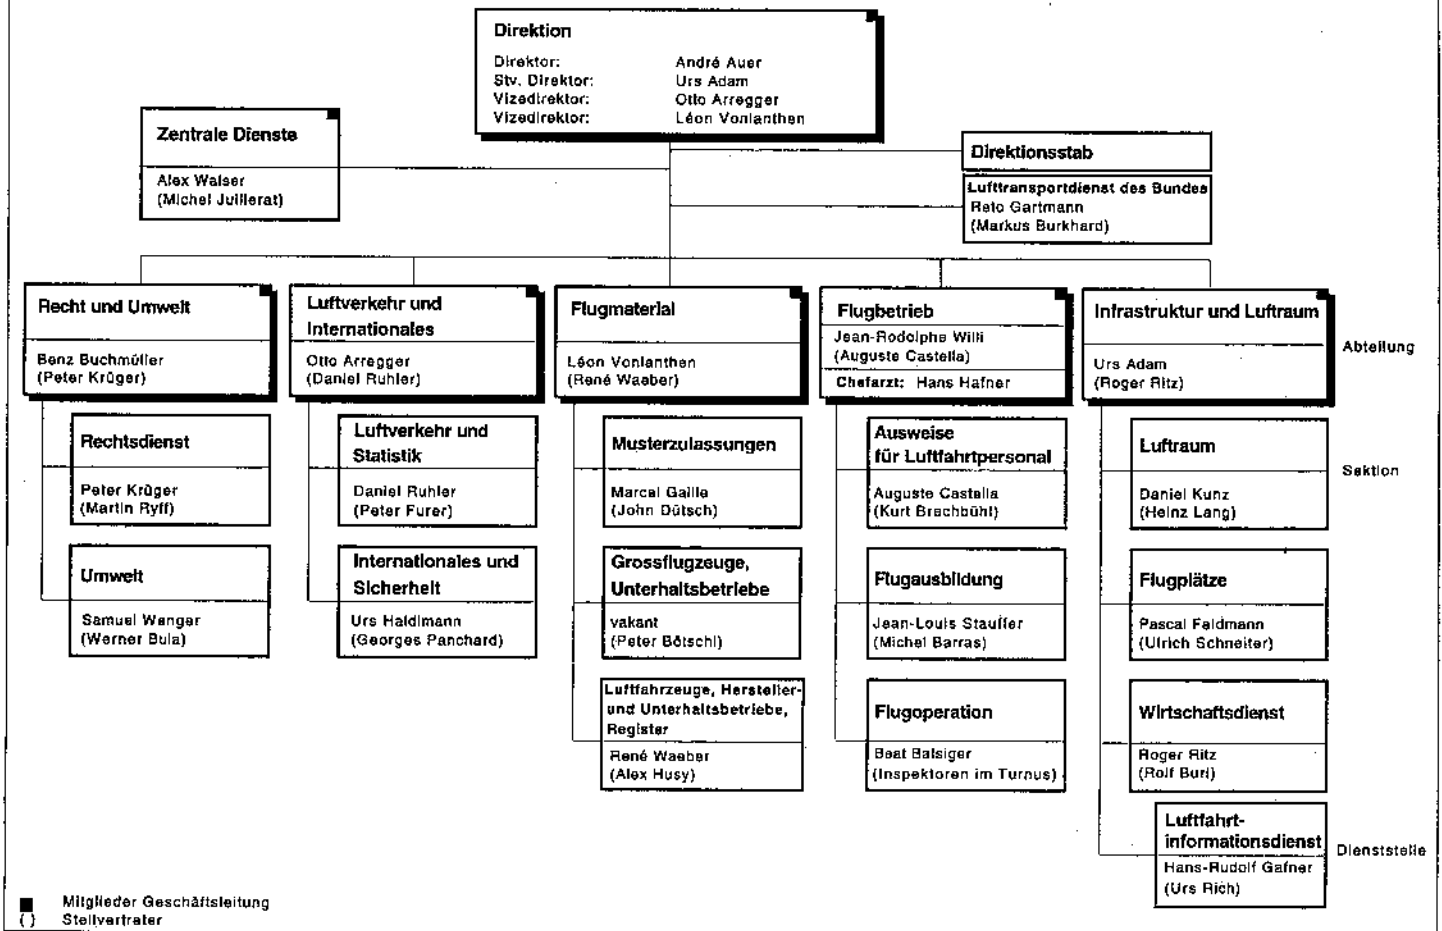 Direktion
Direktor: André Auer
Stv. Direktor: Urs Adam
Vizedirektor: Otto Arregger
Vizedirektor: Léon Vonlanthen
Zentrale Dienste
Alex Walser
(Michel Juillerat)
Direktionsstab
Lufttransportdienst des Bundes
Reto Gartmann
(Markus Burkhard)
Recht und Umwelt
Benz Buchmüller
(Peter Krüger)
Luftverkehr und
Internationales
Otto Arregger
(Daniel Ruhler)
Flugmaterial
Léon Vonlanthen
(René Waeber)
Flugbetrieb
Jean-Rodolphe Willi
(Auguste Castella)
Chefarzt: Hans Hafner
Infrastruktur und Luftraum
Urs Adam
(Roger Ritz)
Abteilung
Rechtsdienst
Peter Krüger
(Martin Ryff)
Luftverkehr und
Statistik
Daniel Ruhler
(Peter Furer)
Musterzulassungen
Marcel Gaille
(John Dütsch)
Ausweise
für Luftfahrtpersonal
Auguste Castella
(Kurt Brechbühl)
Luftraum
Daniel Kunz
(Heinz Lang)
Sektion
Umwelt
Samuel Wenger
(Werner Bula)
Internationales und
Sicherheit
Urs Haldimann
(Georges Panchard)
Grossflugzeuge,
Unterhaltsbetriebe
vakant
(Peter Bötschi)
Flugausbildung
Jean-Louis Stauffer
(Michel Barras)
Flugplätze
Pascal Feldmann
(Ulrich Schneiter)
Luftfahrzeuge, Hersteller-
und Unterhaltsbetriebe,
Register
René Waeber
(Alex Husy)
Flugoperation
Beat Balsiger
(Inspektoren im Turnus)
Wirtschaftsdienst
Roger Ritz
(Rolf Buri)
Luftfahrt-
informationsdienst
Hans-Rudolf Gafner
(Urs Rich)
Dienststelle
■ Mitglieder Geschäftsleitung
( ) Stellvertreter